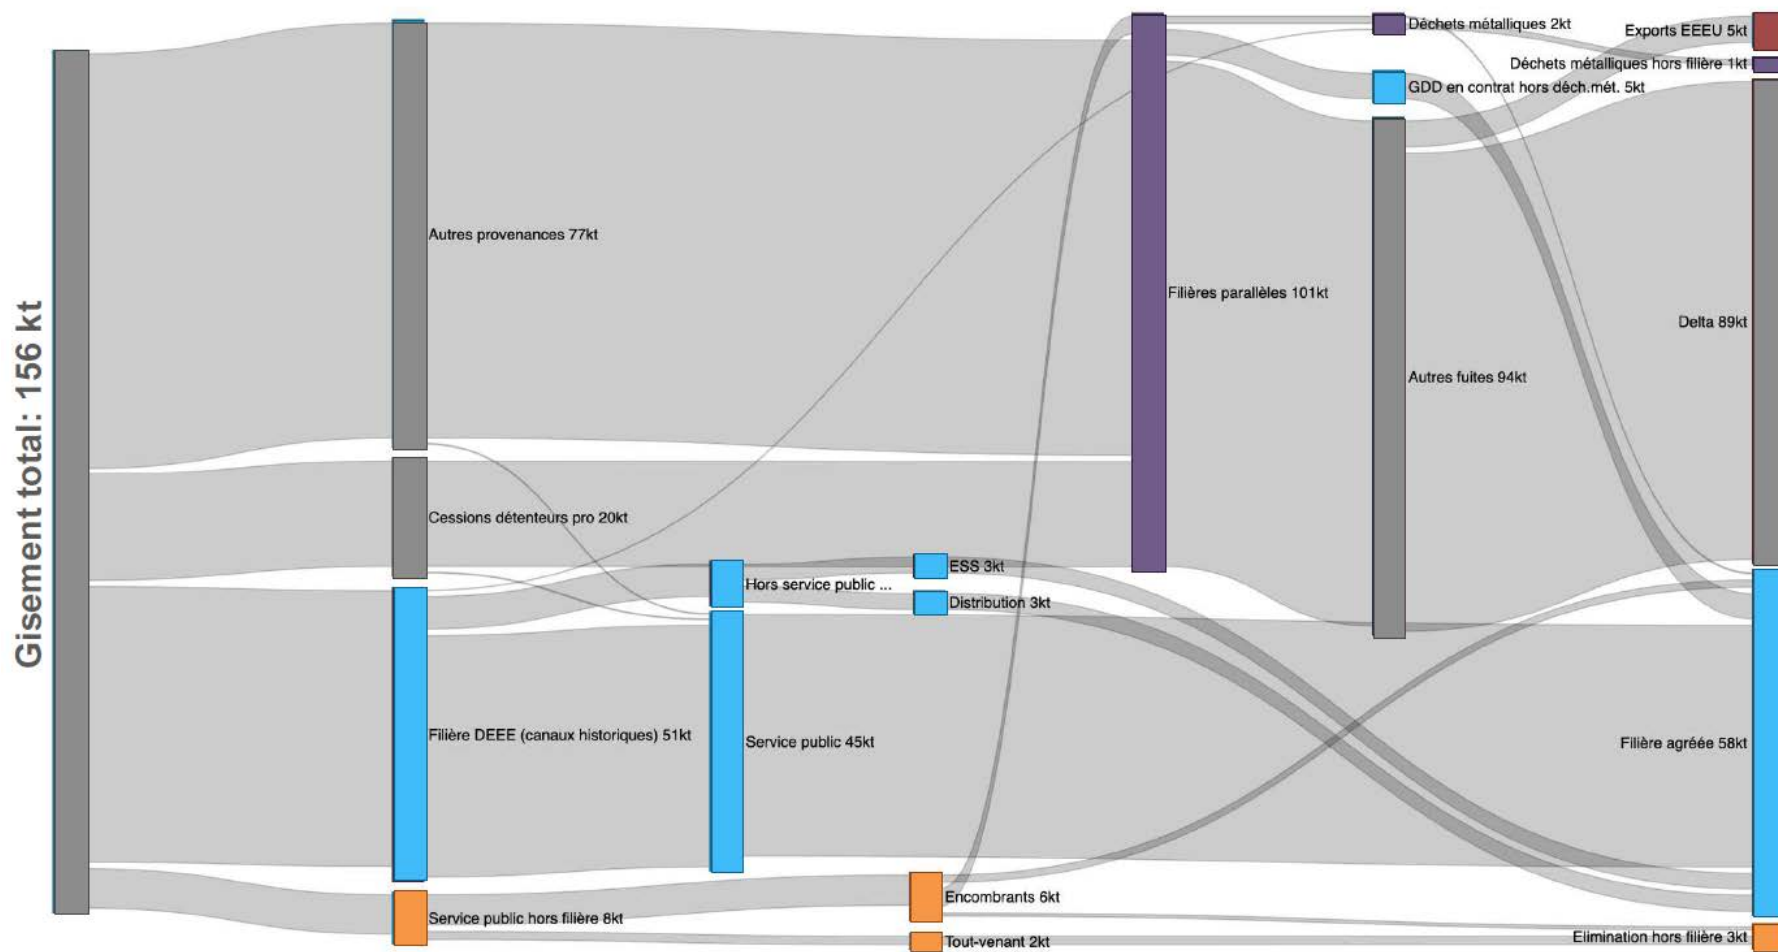 Gisement total: 156 kt
Autres provenances 77kt
Cessions détenteurs pro 20kt
Filière DEEE (canaux historiques) 51kt
Service public hors filière 8kt
Hors service public ...
Service public 45kt
ESS 3kt
Distribution 3kt
Encombrants 6kt
Tout-venant 2kt
Filières parallèles 101kt
Déchets métalliques 2kt
GDD en contrat hors déch.mét. 5kt
Autres fuites 94kt
Exports EEEU 5kt
Déchets métalliques hors filière 1kt
Delta 89kt
Filière agréée 58kt
Elimination hors filière 3kt